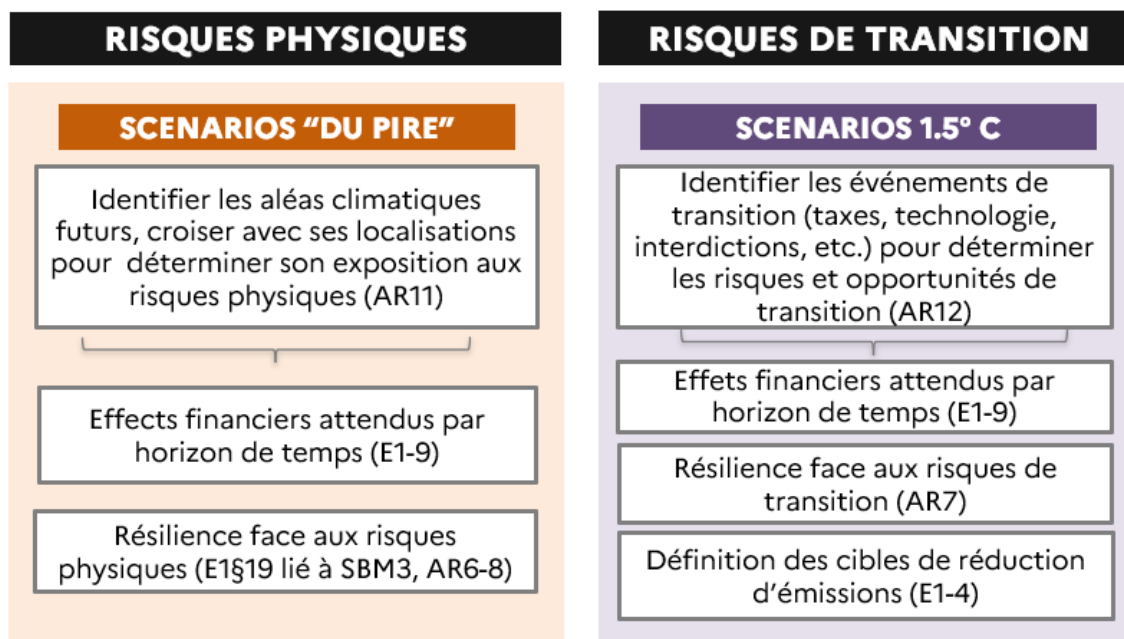 RISQUES PHYSIQUES
SCENARIOS “DU PIRE”
Identifier les aléas climatiques
futurs, croiser avec ses localisations
pour déterminer son exposition aux
risques physiques (AR11)
Effects financiers attendus par
horizon de temps (E1-9)
Résilience face aux risques
physiques (E1§19 lié à SBM3, AR6-8)
RISQUES DE TRANSITION
SCENARIOS 1.5° C
Identifier les événements de
transition (taxes, technologie,
interdictions, etc.) pour déterminer
les risques et opportunités de
transition (AR12)
Effets financiers attendus par
horizon de temps (E1-9)
Résilience face aux risques de
transition (AR7)
Définition des cibles de réduction
d’émissions (E1-4)